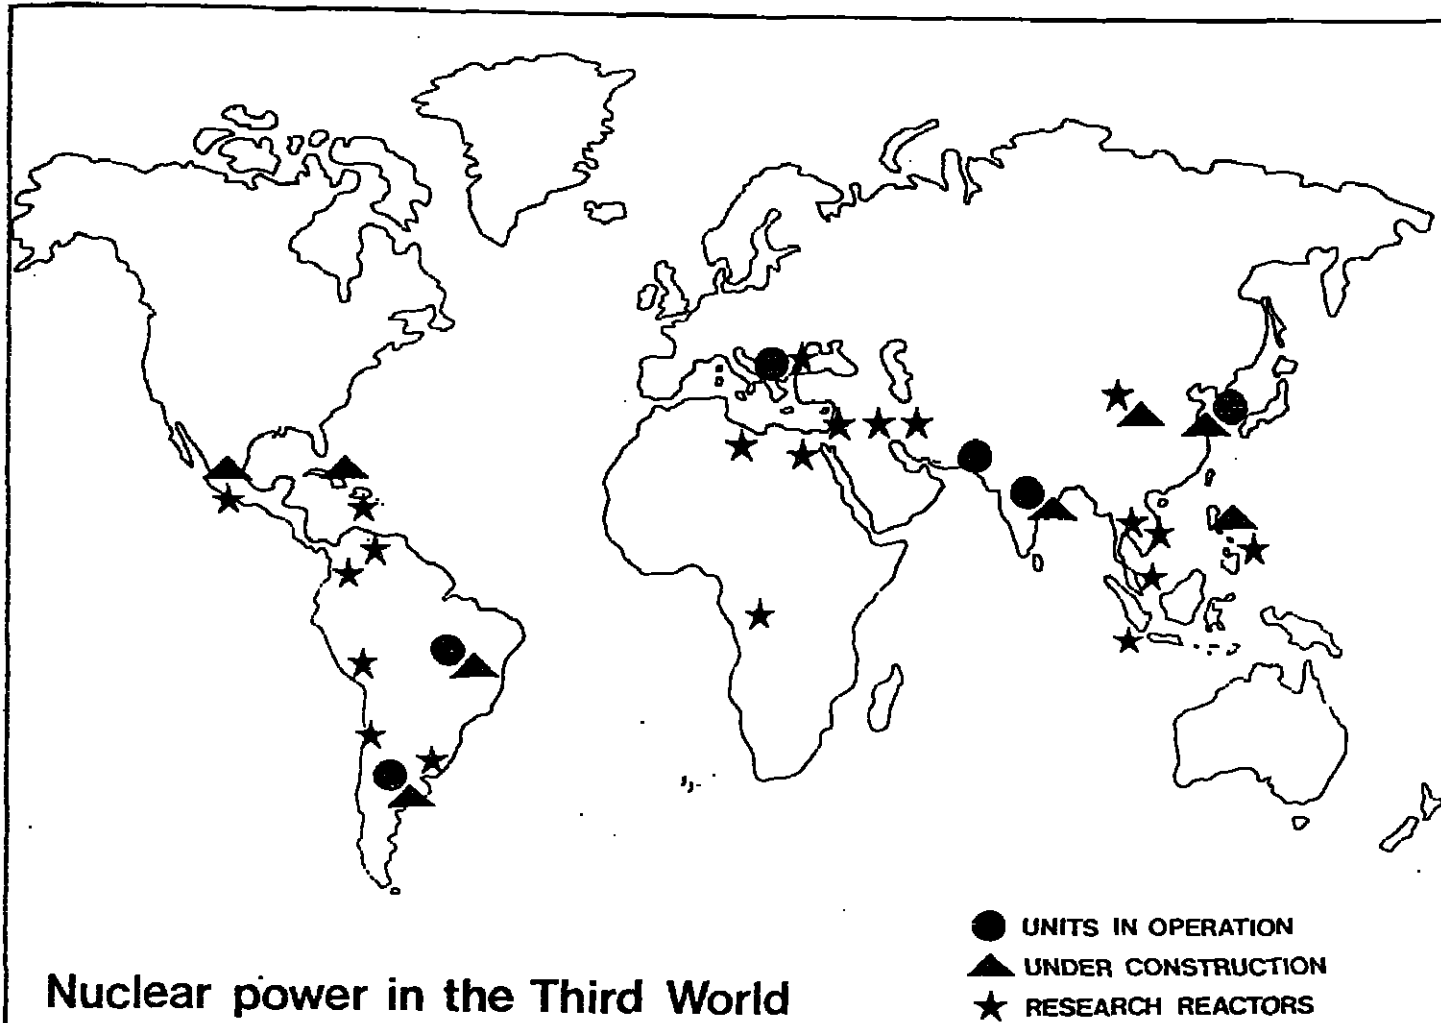 UNITS IN OPERATION
UNDER CONSTRUCTION
RESEARCH REACTORS
Nuclear power in the Third World